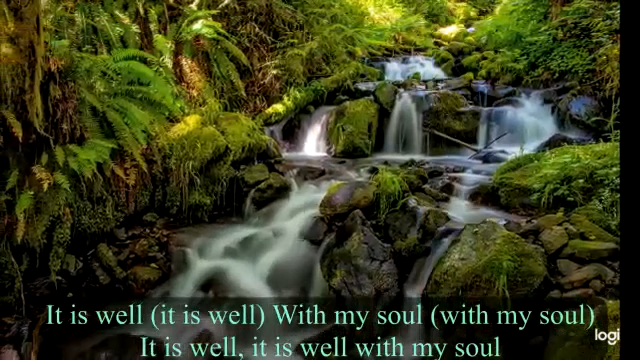 It is well (it is well) With my soul (with my soul)
It is well, it is well with my soul
logi